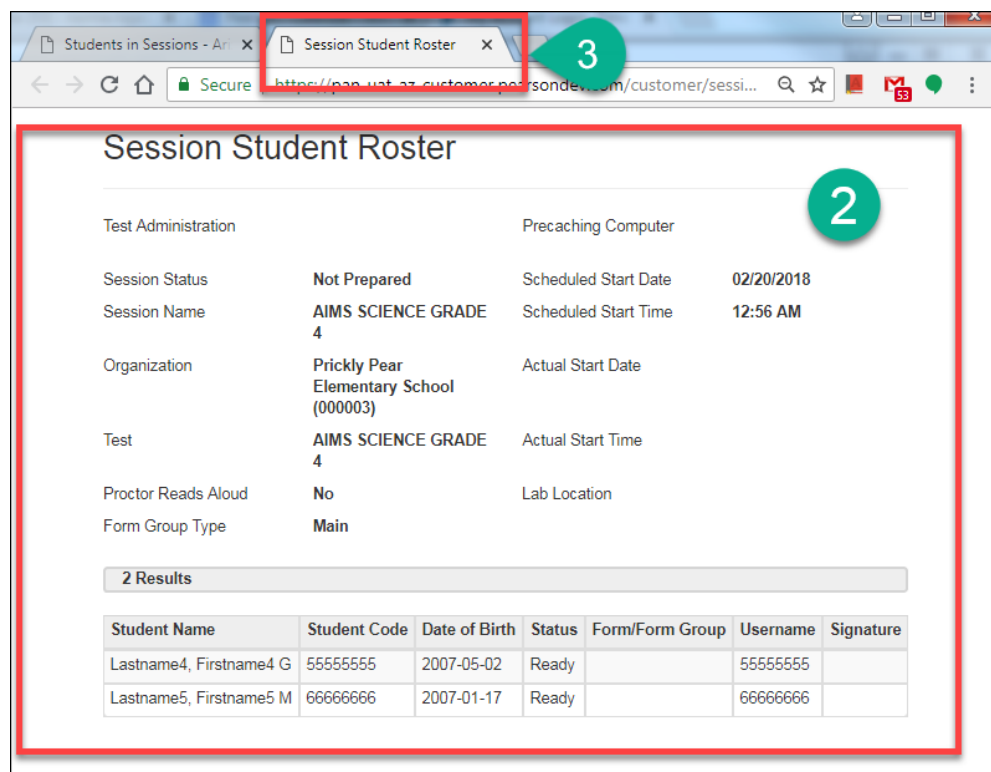 Students in Sessions - Ari
Session Student Roster
3
Secure
https://pan-uat-az-customer.pearsondev.com/customer/sessi...
53
Session Student Roster
2
Test Administration Precaching Computer
Session Status Not Prepared Scheduled Start Date 02/20/2018
Session Name AIMS SCIENCE GRADE Scheduled Start Time 12:56 AM
4
Organization Prickly Pear Actual Start Date
Elementary School
(000003)
Test AIMS SCIENCE GRADE Actual Start Time
4
Proctor Reads Aloud No Lab Location
Form Group Type Main
2 Results
Student Name Student Code Date of Birth Status Form/Form Group Username Signature
Lastname4, Firstname4 G 55555555 2007-05-02 Ready 55555555
Lastname5, Firstname5 M 66666666 2007-01-17 Ready 66666666